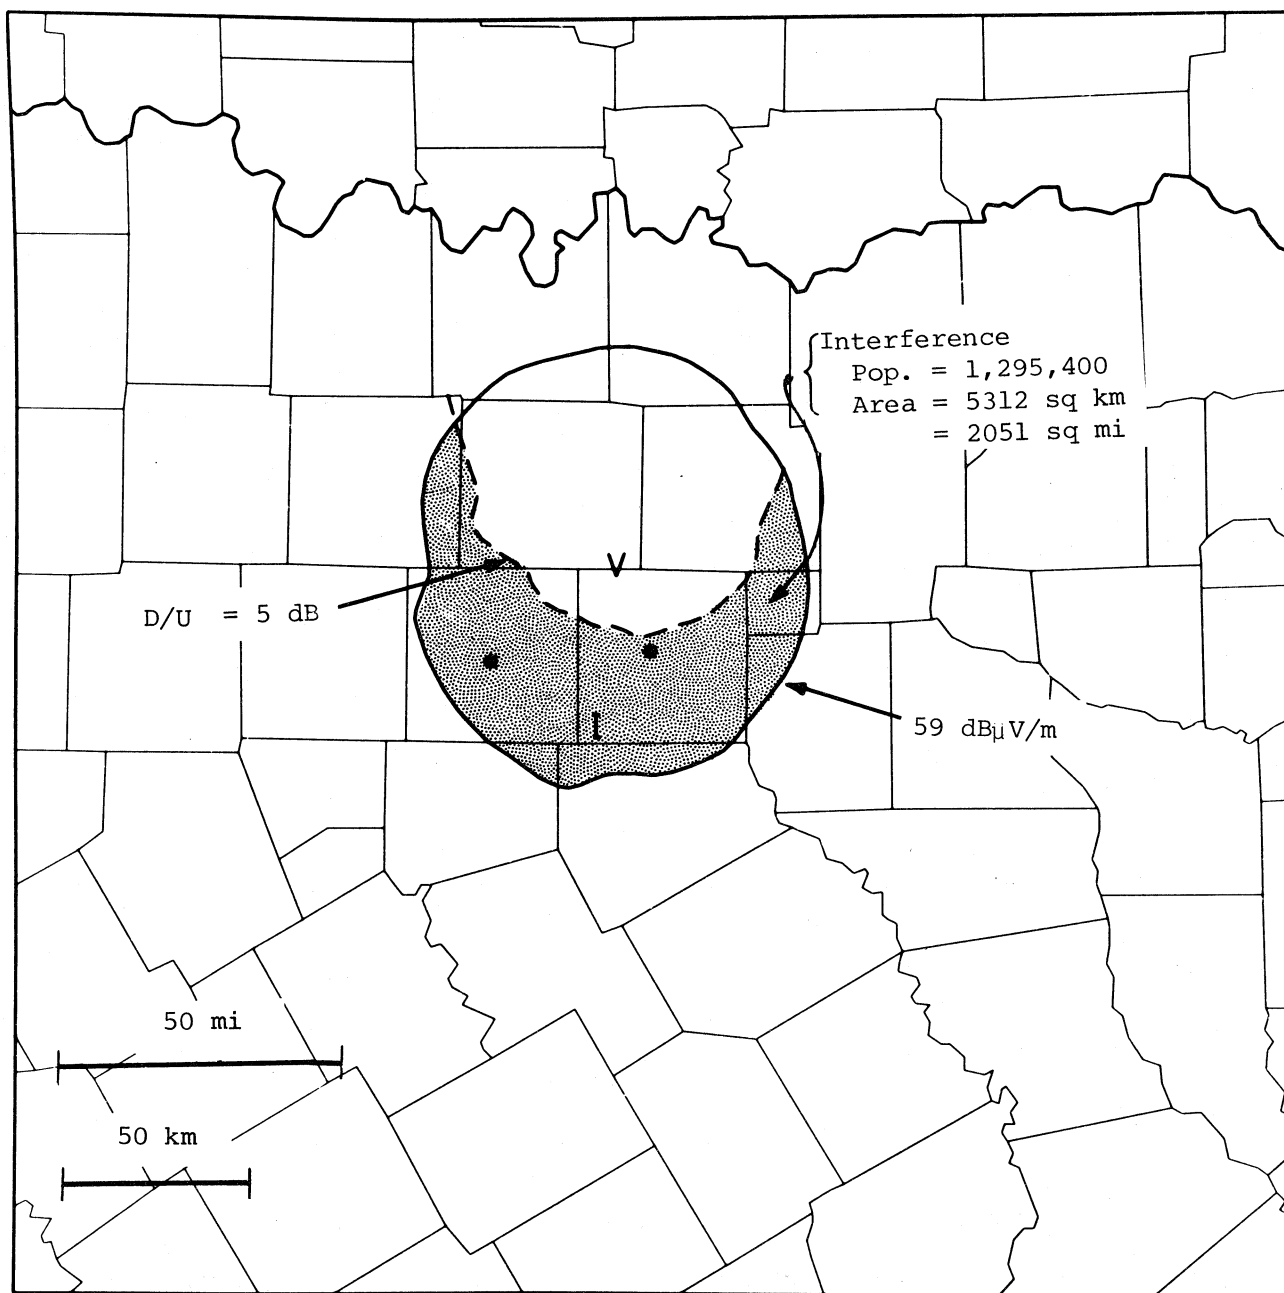 Interference
Pop. = 1,295,400
Area = 5312 sq km
= 2051 sq mi
V
D/U = 5 dB
I
59 dBμV/m
50 mi
50 km